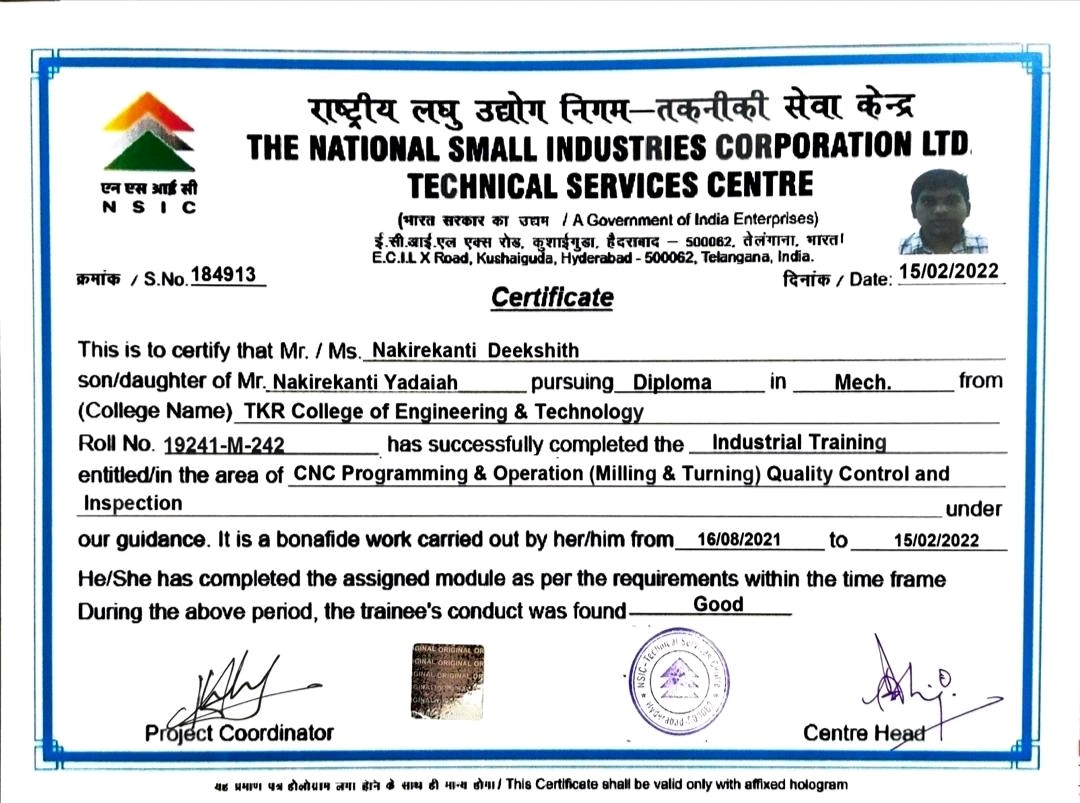 राष्ट्रीय लघु उद्योग निगम–तकनीकी सेवा केन्द्र
THE NATIONAL SMALL INDUSTRIES CORPORATION LTD.
TECHNICAL SERVICES CENTRE
एन एस आई सी
N S I C
(भारत सरकार का उद्यम / A Government of India Enterprises)
ई.सी.आई.एल एक्स रोड, कुशाईगुडा, हैदराबाद – 500062, तेलंगाना, भारत।
E.C.I.L X Road, Kushaiguda, Hyderabad - 500062, Telangana, India.
क्रमांक / S.No. 184913
दिनांक / Date: 15/02/2022
Certificate
This is to certify that Mr. / Ms. Nakirekanti Deekshith
son/daughter of Mr. Nakirekanti Yadaiah pursuing Diploma in Mech. from
(College Name) TKR College of Engineering & Technology
Roll No. 19241-M-242 has successfully completed the Industrial Training
entitled/in the area of CNC Programming & Operation (Milling & Turning) Quality Control and
Inspection under
our guidance. It is a bonafide work carried out by her/him from 16/08/2021 to 15/02/2022
He/She has completed the assigned module as per the requirements within the time frame
During the above period, the trainee's conduct was found Good
GINAL ORIGINAL OR
GINAL ORIGINAL OR
GINAL ORIGINAL OR
NSIC-Technical Services Centre
Hyderabad
Project Coordinator
Centre Head
यह प्रमाण पत्र होलोग्राम लगा होने के साथ ही मान्य होगा / This Certificate shall be valid only with affixed hologram